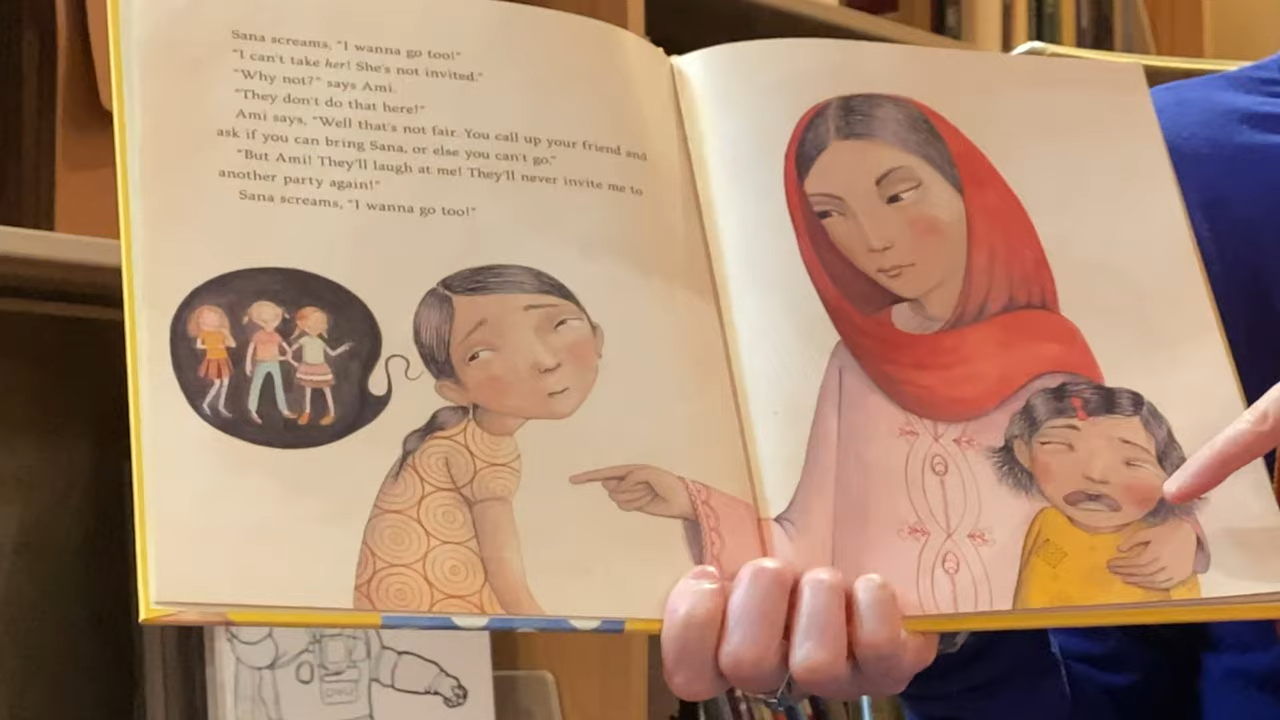 Sana screams, "I wanna go too!"
"I can't take her! She's not invited."
"Why not?" says Ami.
"They don't do that here!"
Ami says, "Well that's not fair. You call up your friend and
ask if you can bring Sana, or else you can't go."
"But Ami! They'll laugh at me! They'll never invite me to
another party again!"
Sana screams, "I wanna go too!"